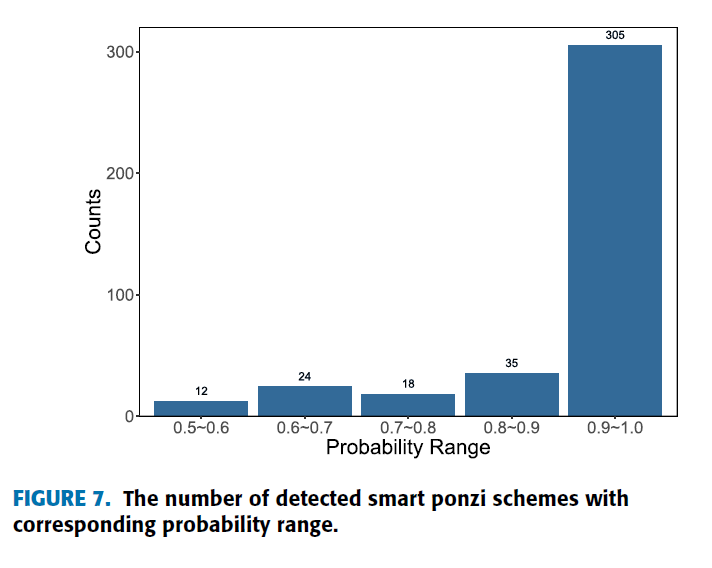 305
300
200
100
0
Counts
12
24
18
35
0.5~0.6 0.6~0.7 0.7~0.8 0.8~0.9 0.9~1.0
Probability Range
FIGURE 7. The number of detected smart ponzi schemes with
corresponding probability range.